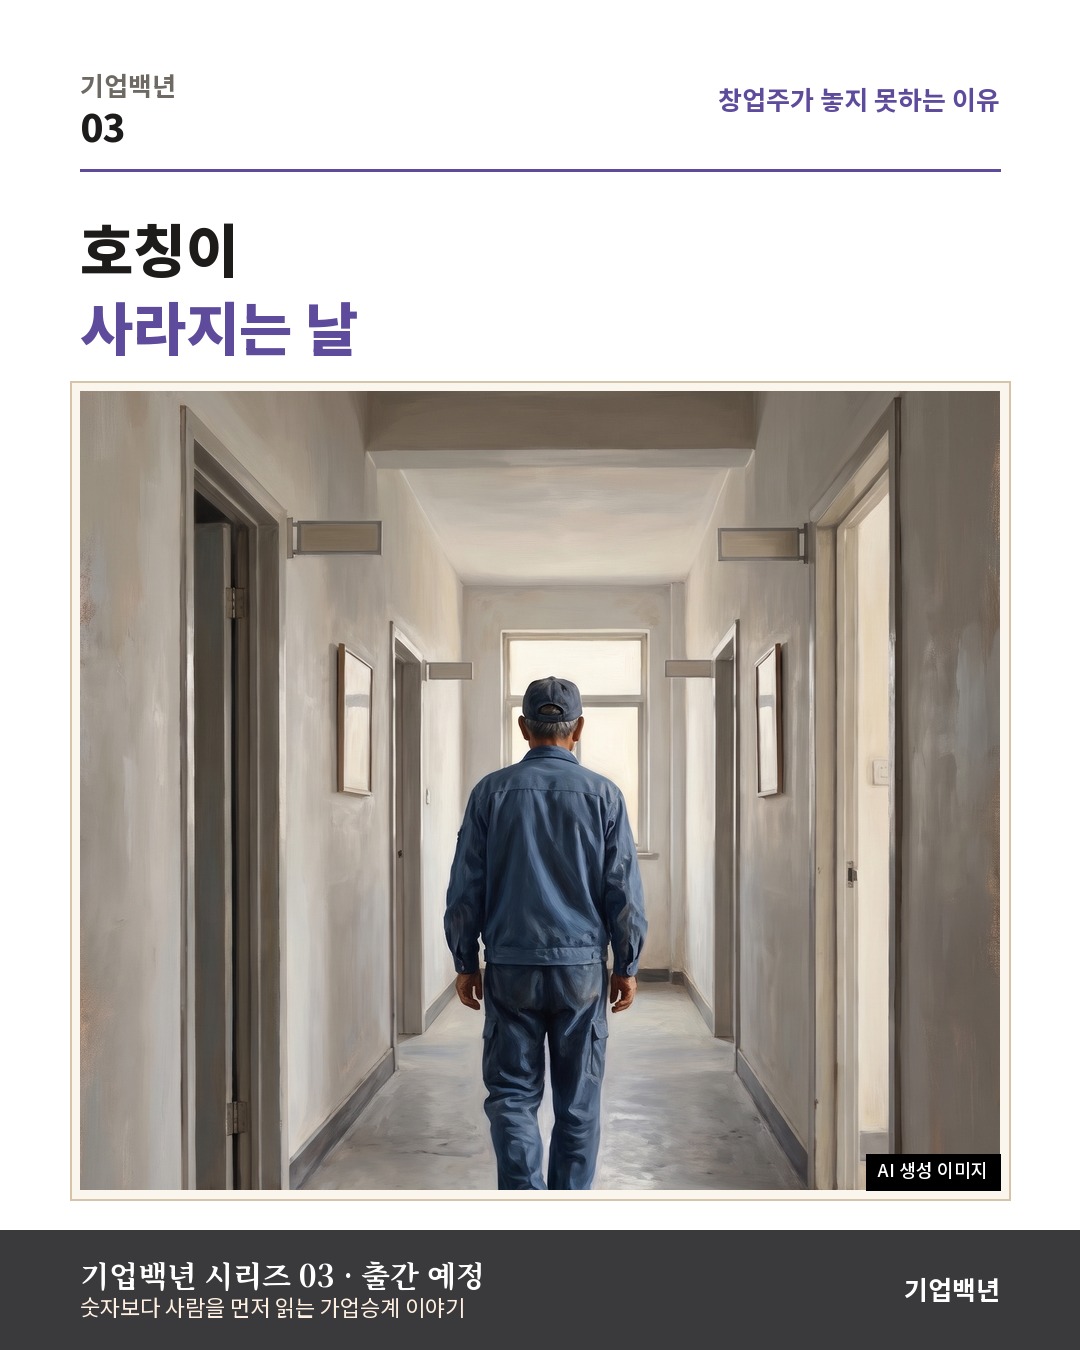 기업백년
03
창업주가 놓지 못하는 이유
호칭이
사라지는 날
AI 생성 이미지
기업백년 시리즈 03 · 출간 예정
숫자보다 사람을 먼저 읽는 가업승계 이야기
기업백년